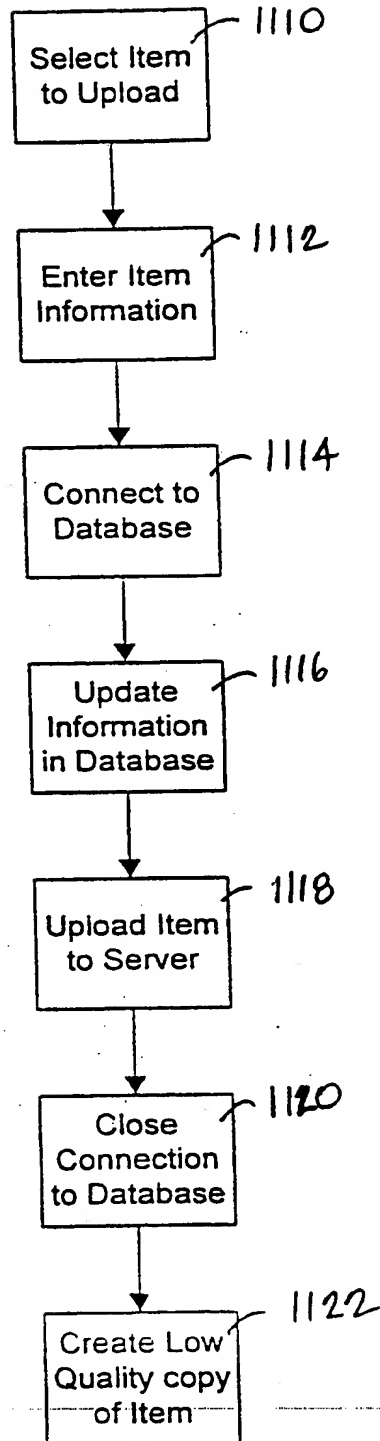 1110
Select Item
to Upload
1112
Enter Item
Information
1114
Connect to
Database
1116
Update
Information
in Database
1118
Upload Item
to Server
1120
Close
Connection
to Database
1122
Create Low
Quality copy
of Item